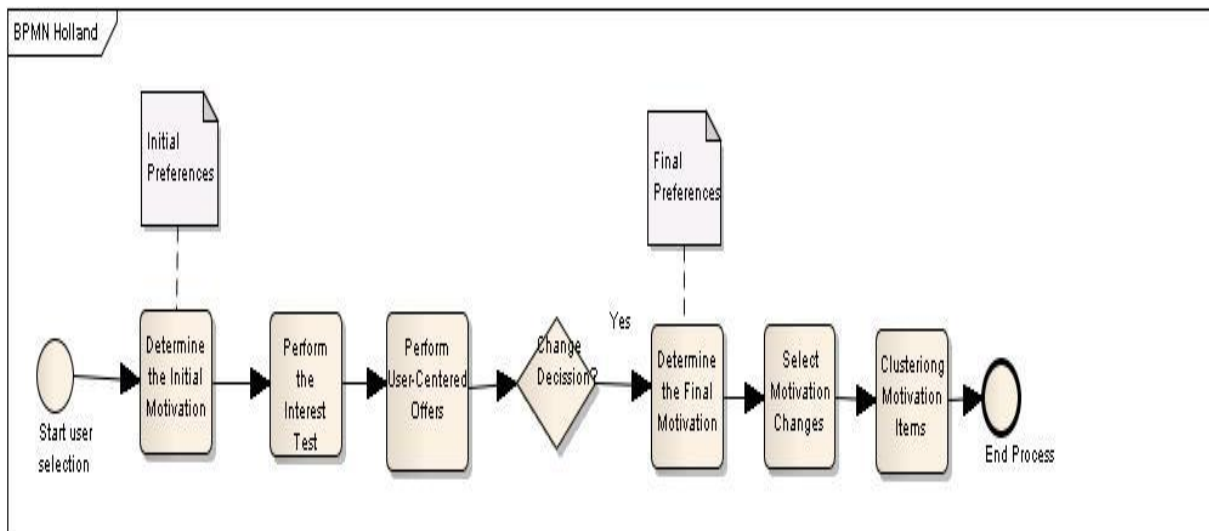 BPMN Holland
Initial
Preferences
Final
Preferences
Start user
selection
Determine
the Initial
Motivation
Perform
the
Interest
Test
Perform
User-Centered
Offers
Change
Decission?
Yes
Determine
the Final
Motivation
Select
Motivation
Changes
Clusteriong
Motivation
Items
End Process